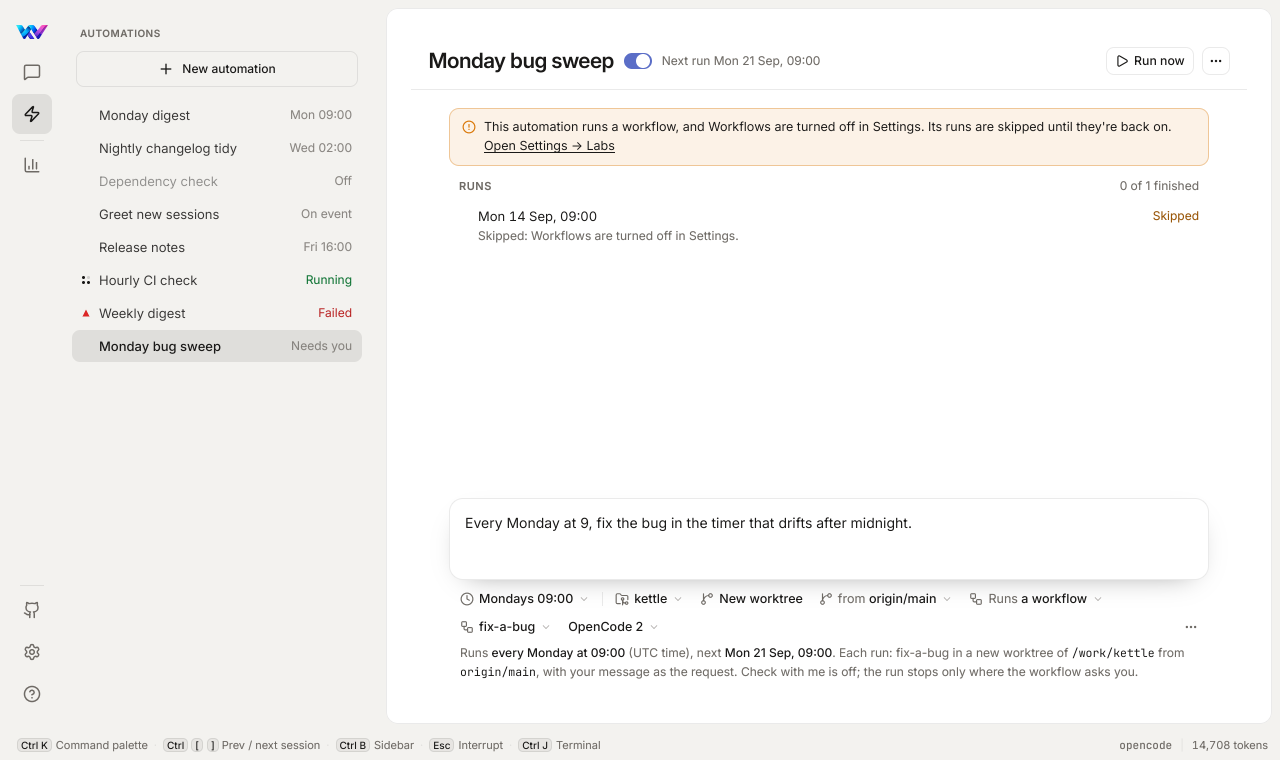 AUTOMATIONS
New automation
Monday digest Mon 09:00
Nightly changelog tidy Wed 02:00
Dependency check Off
Greet new sessions On event
Release notes Fri 16:00
Hourly CI check Running
Weekly digest Failed
Monday bug sweep Needs you
Monday bug sweep Next run Mon 21 Sep, 09:00 Run now
This automation runs a workflow, and Workflows are turned off in Settings. Its runs are skipped until they're back on.
Open Settings → Labs
RUNS 0 of 1 finished
Mon 14 Sep, 09:00 Skipped
Skipped: Workflows are turned off in Settings.
Every Monday at 9, fix the bug in the timer that drifts after midnight.
Mondays 09:00 kettle New worktree from origin/main Runs a workflow
fix-a-bug OpenCode 2
Runs every Monday at 09:00 (UTC time), next Mon 21 Sep, 09:00. Each run: fix-a-bug in a new worktree of /work/kettle from
origin/main, with your message as the request. Check with me is off; the run stops only where the workflow asks you.
Ctrl K Command palette Ctrl [ ] Prev / next session Ctrl B Sidebar Esc Interrupt Ctrl J Terminal opencode 14,708 tokens